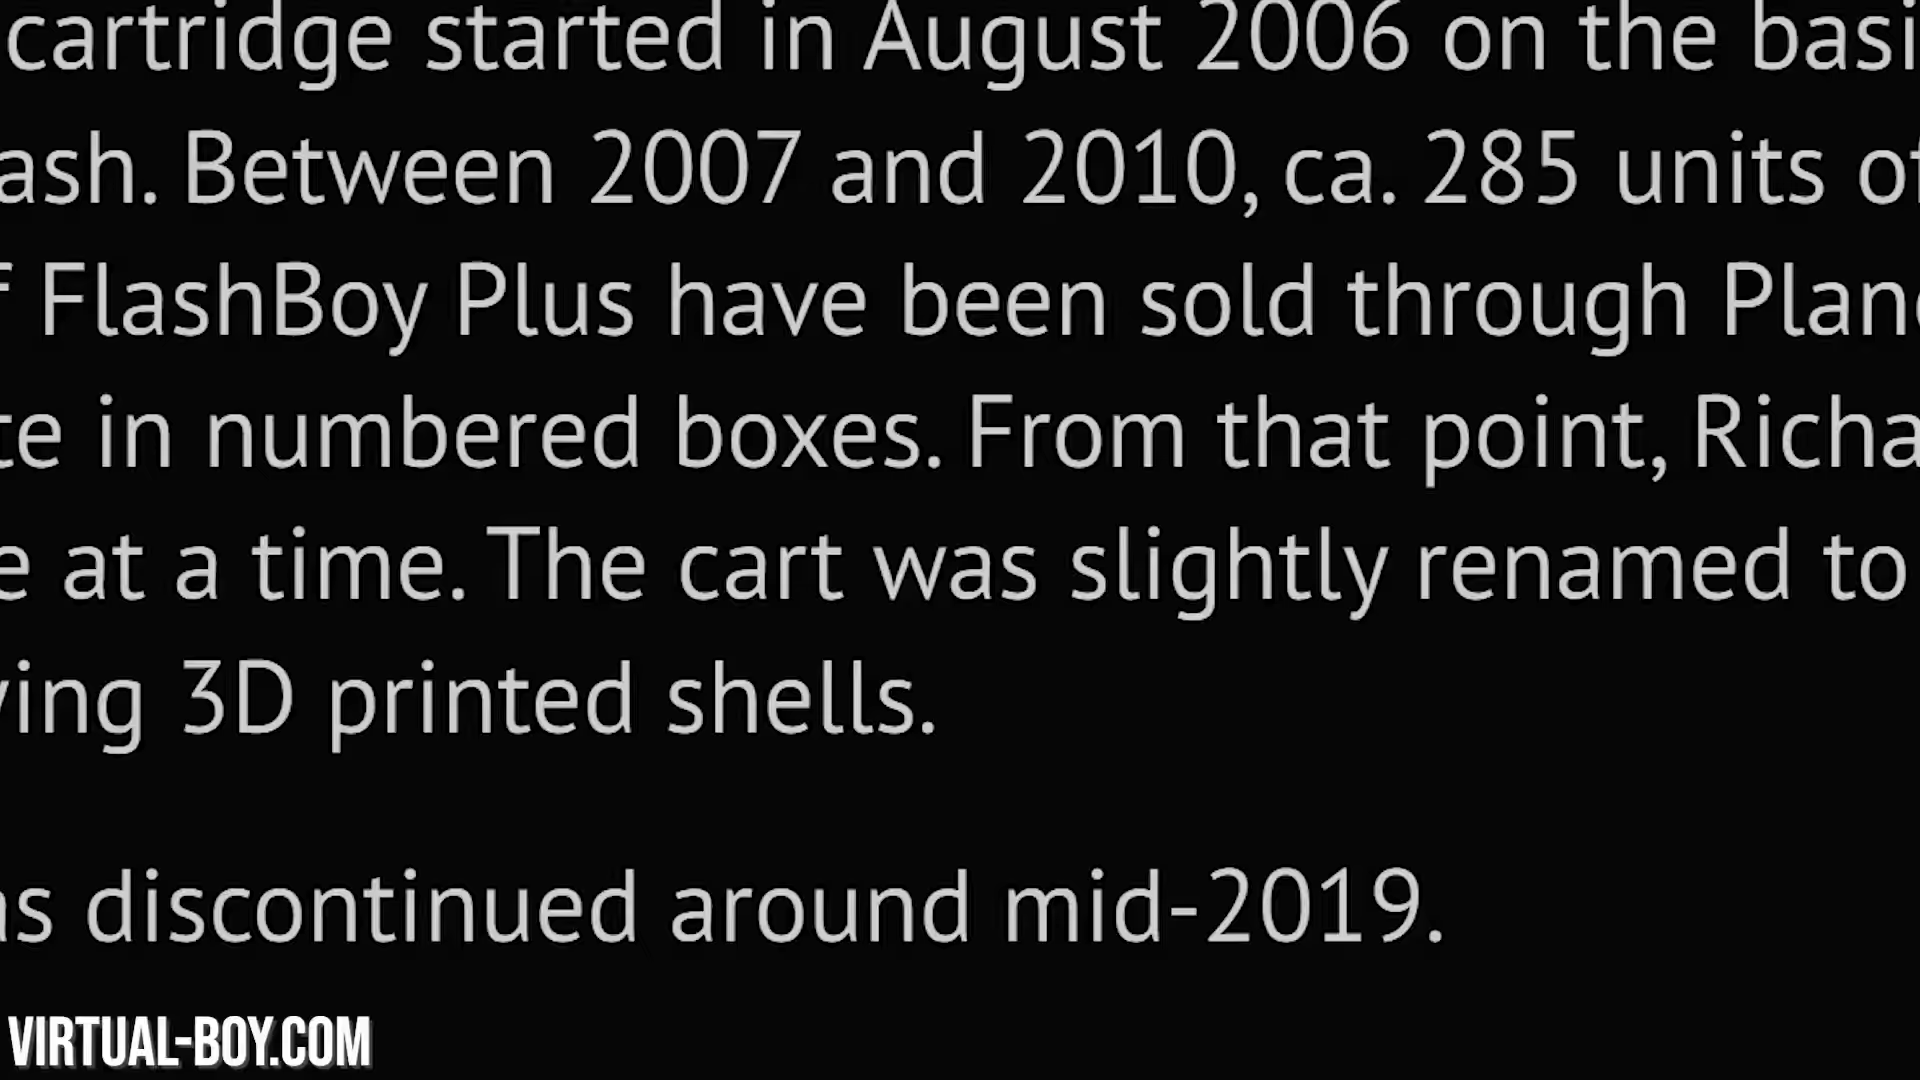 cartridge started in August 2006 on the basi
ash. Between 2007 and 2010, ca. 285 units of
f FlashBoy Plus have been sold through Plan
te in numbered boxes. From that point, Richa
e at a time. The cart was slightly renamed to
ying 3D printed shells.
as discontinued around mid-2019.
VIRTUAL-BOY.COM